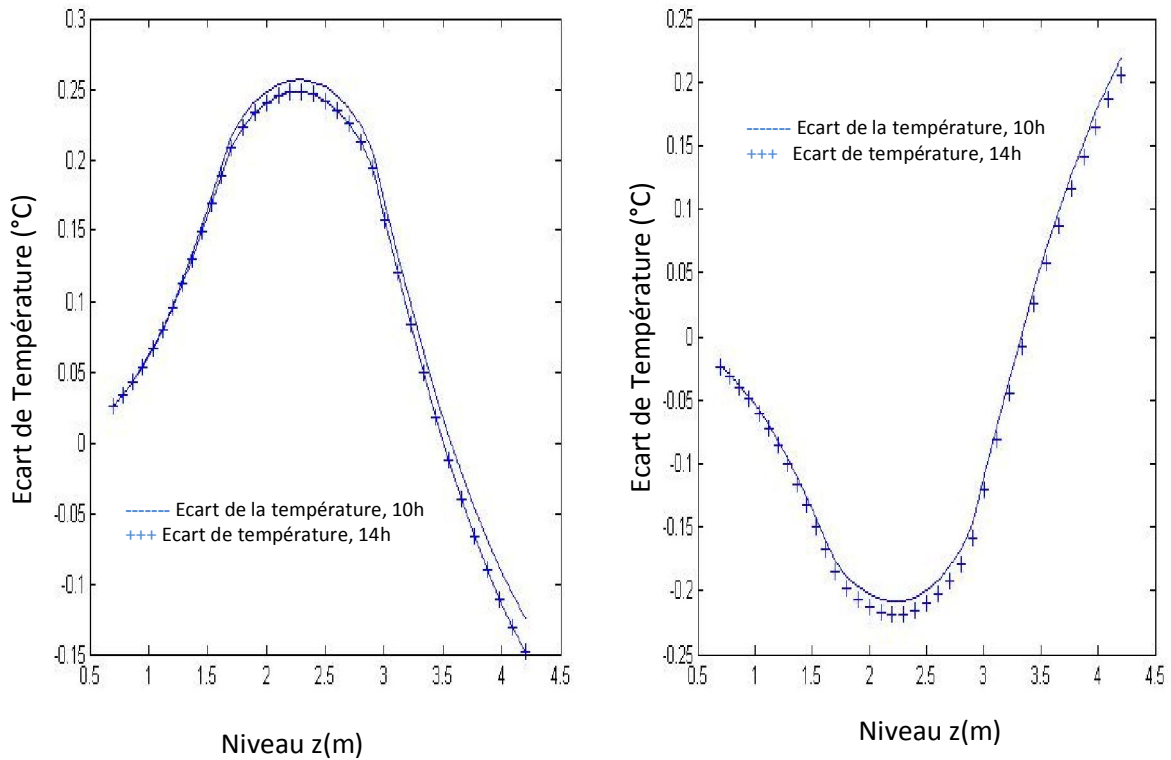 0.3
0.25
0.2
0.15
0.1
0.05
0
-0.05
-0.1
-0.15
0.5 1 1.5 2 2.5 3 3.5 4 4.5
Ecart de Température (°C)
Niveau z(m)
Ecart de la température, 10h
+++ Ecart de température, 14h
0.25
0.2
0.15
0.1
0.05
0
-0.05
-0.1
-0.15
-0.2
-0.25
0.5 1 1.5 2 2.5 3 3.5 4 4.5
Ecart de Température (°C)
Niveau z(m)
Ecart de la température, 10h
+++ Ecart de température, 14h